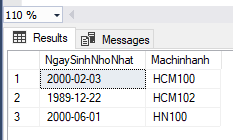 110 %
Results Messages
NgaySinhNhoNhat Machinhanh
1 2000-02-03 HCM100
2 1989-12-22 HCM102
3 2000-06-01 HN100